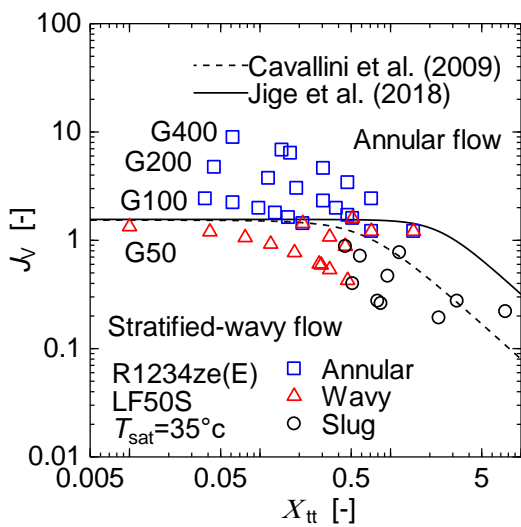 100
Cavallini et al. (2009)
Jige et al. (2018)
G400
Annular flow
10
G200
G100
J_V [-]
1
G50
Stratified-wavy flow
0.1
R1234ze(E)
Annular
LF50S
Wavy
T_sat=35°c
Slug
0.01
0.005 0.05 0.5 5
X_tt [-]